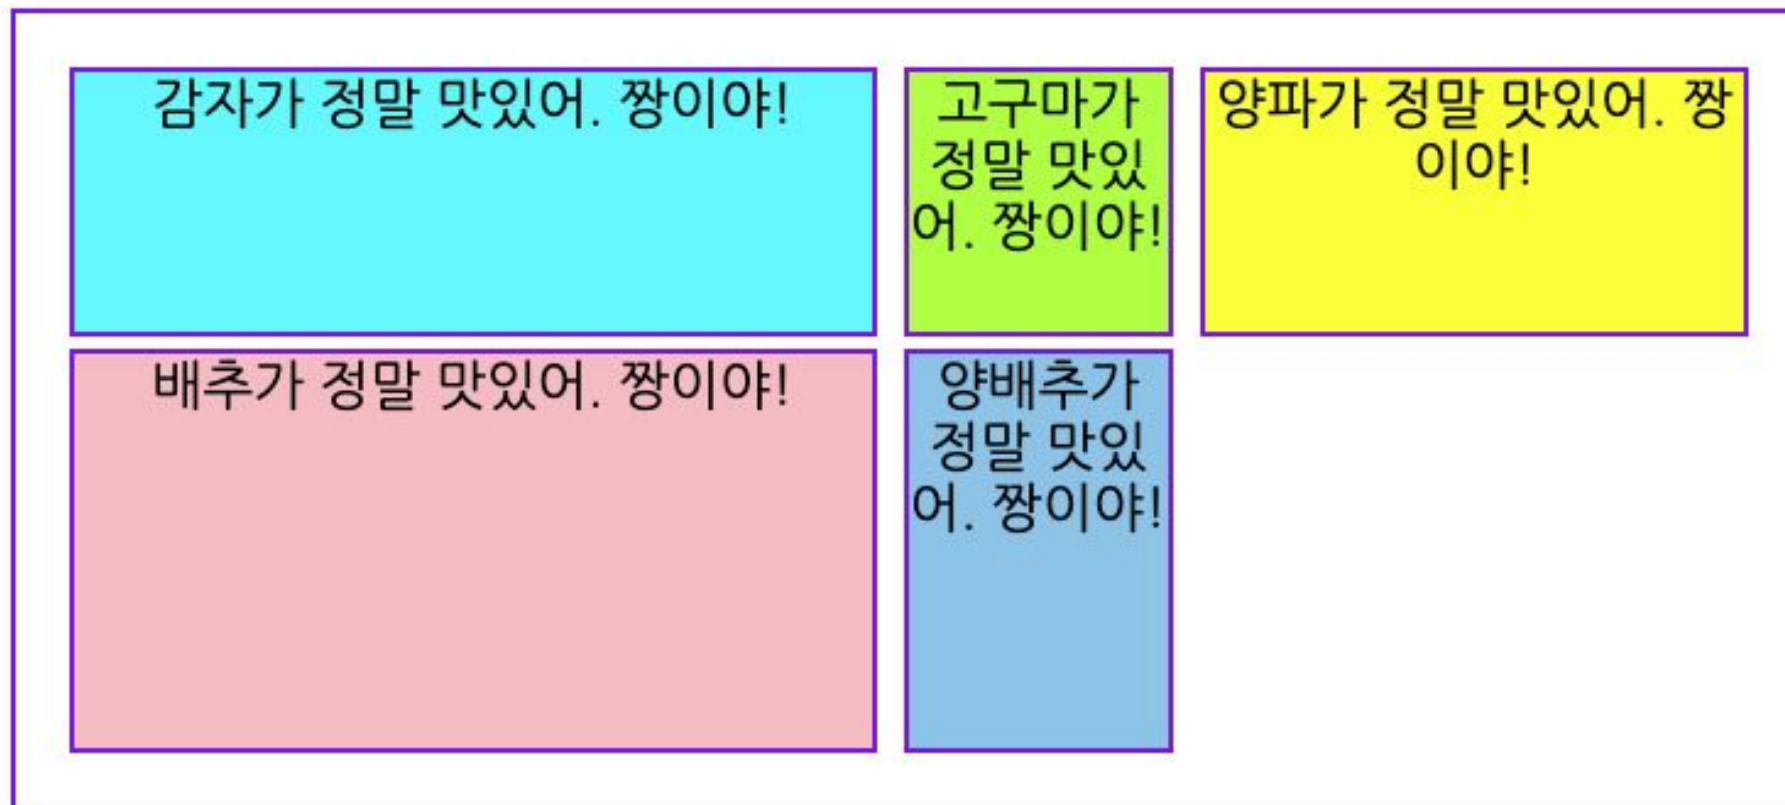 감자가 정말 맛있어. 짱이야!
고구마가
정말 맛있
어. 짱이야!
양파가 정말 맛있어. 짱
이야!
배추가 정말 맛있어. 짱이야!
양배추가
정말 맛있
어. 짱이야!